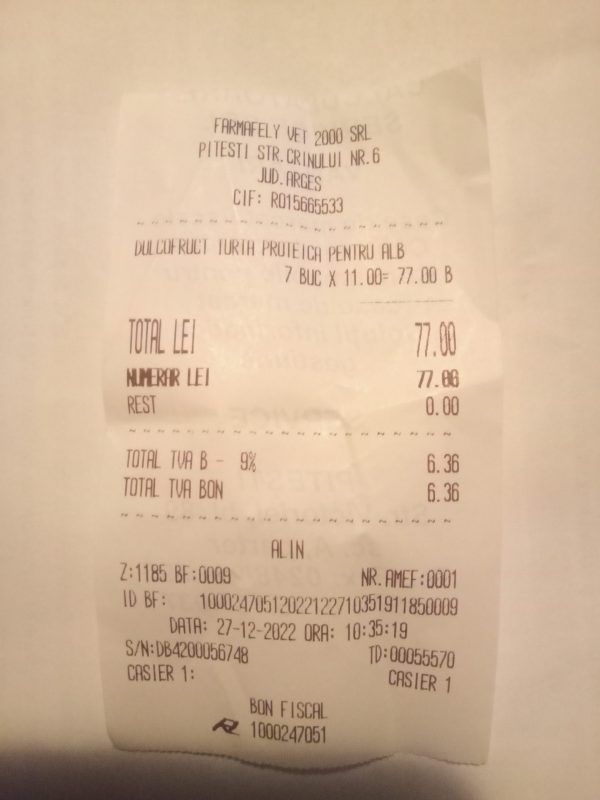 FARMAFELY VET 2000 SRL
PITESTI STR.CRINULUI NR.6
JUD.ARGES
CIF: RO15665533
DULCOFRUCT TURTA PROTEICA PENTRU ALB
7 BUC X 11.00= 77.00 B
TOTAL LEI 77.00
NUMERAR LEI 77.00
REST 0.00
TOTAL TVA B - 9% 6.36
TOTAL TVA BON 6.36
ALIN
Z:1185 BF:0009 NR.AMEF:0001
ID BF: 10002470512022122710351911850009
DATA: 27-12-2022 ORA: 10:35:19
S/N:DB4200056748 TD:00055570
CASIER 1: CASIER 1
BON FISCAL
1000247051